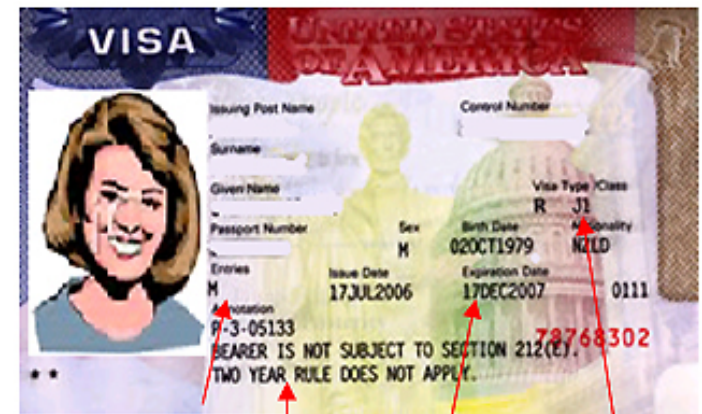 VISA
UNITED STATES
OF AMERICA
Issuing Post Name
Control Number
Surname
Given Name
Visa Type /Class
R J1
Passport Number
Sex
M
Birth Date
02OCT1979
Nationality
NZLD
Entries
M
Issue Date
17JUL2006
Expiration Date
17DEC2007
0111
Annotation
P-3-05133
78768302
BEARER IS NOT SUBJECT TO SECTION 212(E).
TWO YEAR RULE DOES NOT APPLY.
**